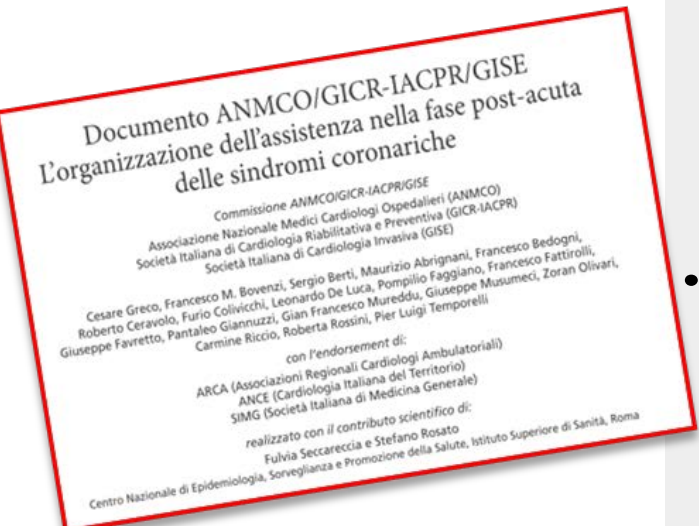 Documento ANMCO/GICR-IACPR/GISE
L'organizzazione dell'assistenza nella fase post-acuta
delle sindromi coronariche
Commissione ANMCO/GICR-IACPR/GISE
Associazione Nazionale Medici Cardiologi Ospedalieri (ANMCO)
Società Italiana di Cardiologia Riabilitativa e Preventiva (GICR-IACPR)
Società Italiana di Cardiologia Invasiva (GISE)
Cesare Greco, Francesco M. Bovenzi, Sergio Berti, Maurizio Abrignani, Francesco Bedogni,
Roberto Ceravolo, Furio Colivicchi, Leonardo De Luca, Pompilio Faggiano, Francesco Fattirolli,
Giuseppe Favretto, Pantaleo Giannuzzi, Gian Francesco Mureddu, Giuseppe Musumeci, Zoran Olivari,
Carmine Riccio, Roberta Rossini, Pier Luigi Temporelli
con l'endorsement di:
ARCA (Associazioni Regionali Cardiologi Ambulatoriali)
ANCE (Cardiologia Italiana del Territorio)
SIMG (Società Italiana di Medicina Generale)
realizzato con il contributo scientifico di:
Fulvia Seccareccia e Stefano Rosato
Centro Nazionale di Epidemiologia, Sorveglianza e Promozione della Salute, Istituto Superiore di Sanità, Roma